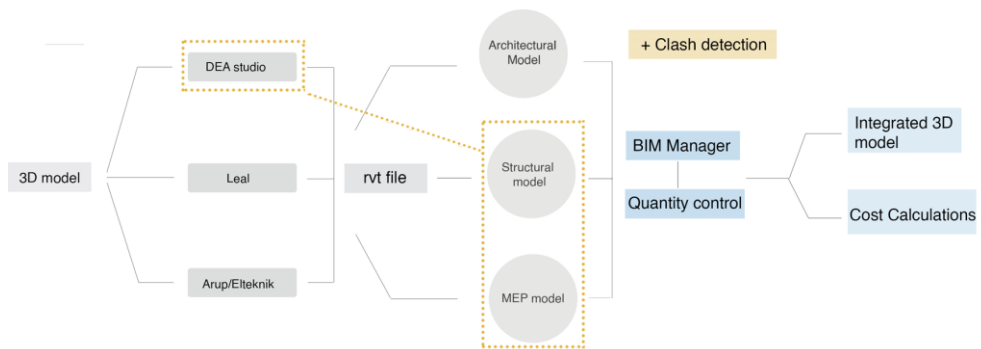 3D model
DEA studio
Leal
Arup/Elteknik
rvt file
Architectural
Model
Structural
model
MEP model
+ Clash detection
BIM Manager
Quantity control
Integrated 3D
model
Cost Calculations